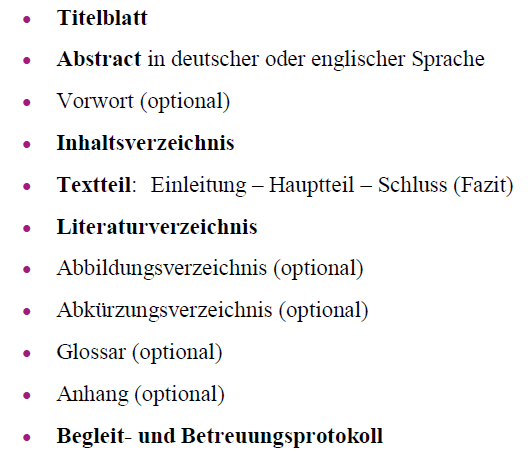 • Titelblatt
• Abstract in deutscher oder englischer Sprache
• Vorwort (optional)
• Inhaltsverzeichnis
• Textteil: Einleitung – Hauptteil – Schluss (Fazit)
• Literaturverzeichnis
• Abbildungsverzeichnis (optional)
• Abkürzungsverzeichnis (optional)
• Glossar (optional)
• Anhang (optional)
• Begleit- und Betreuungsprotokoll